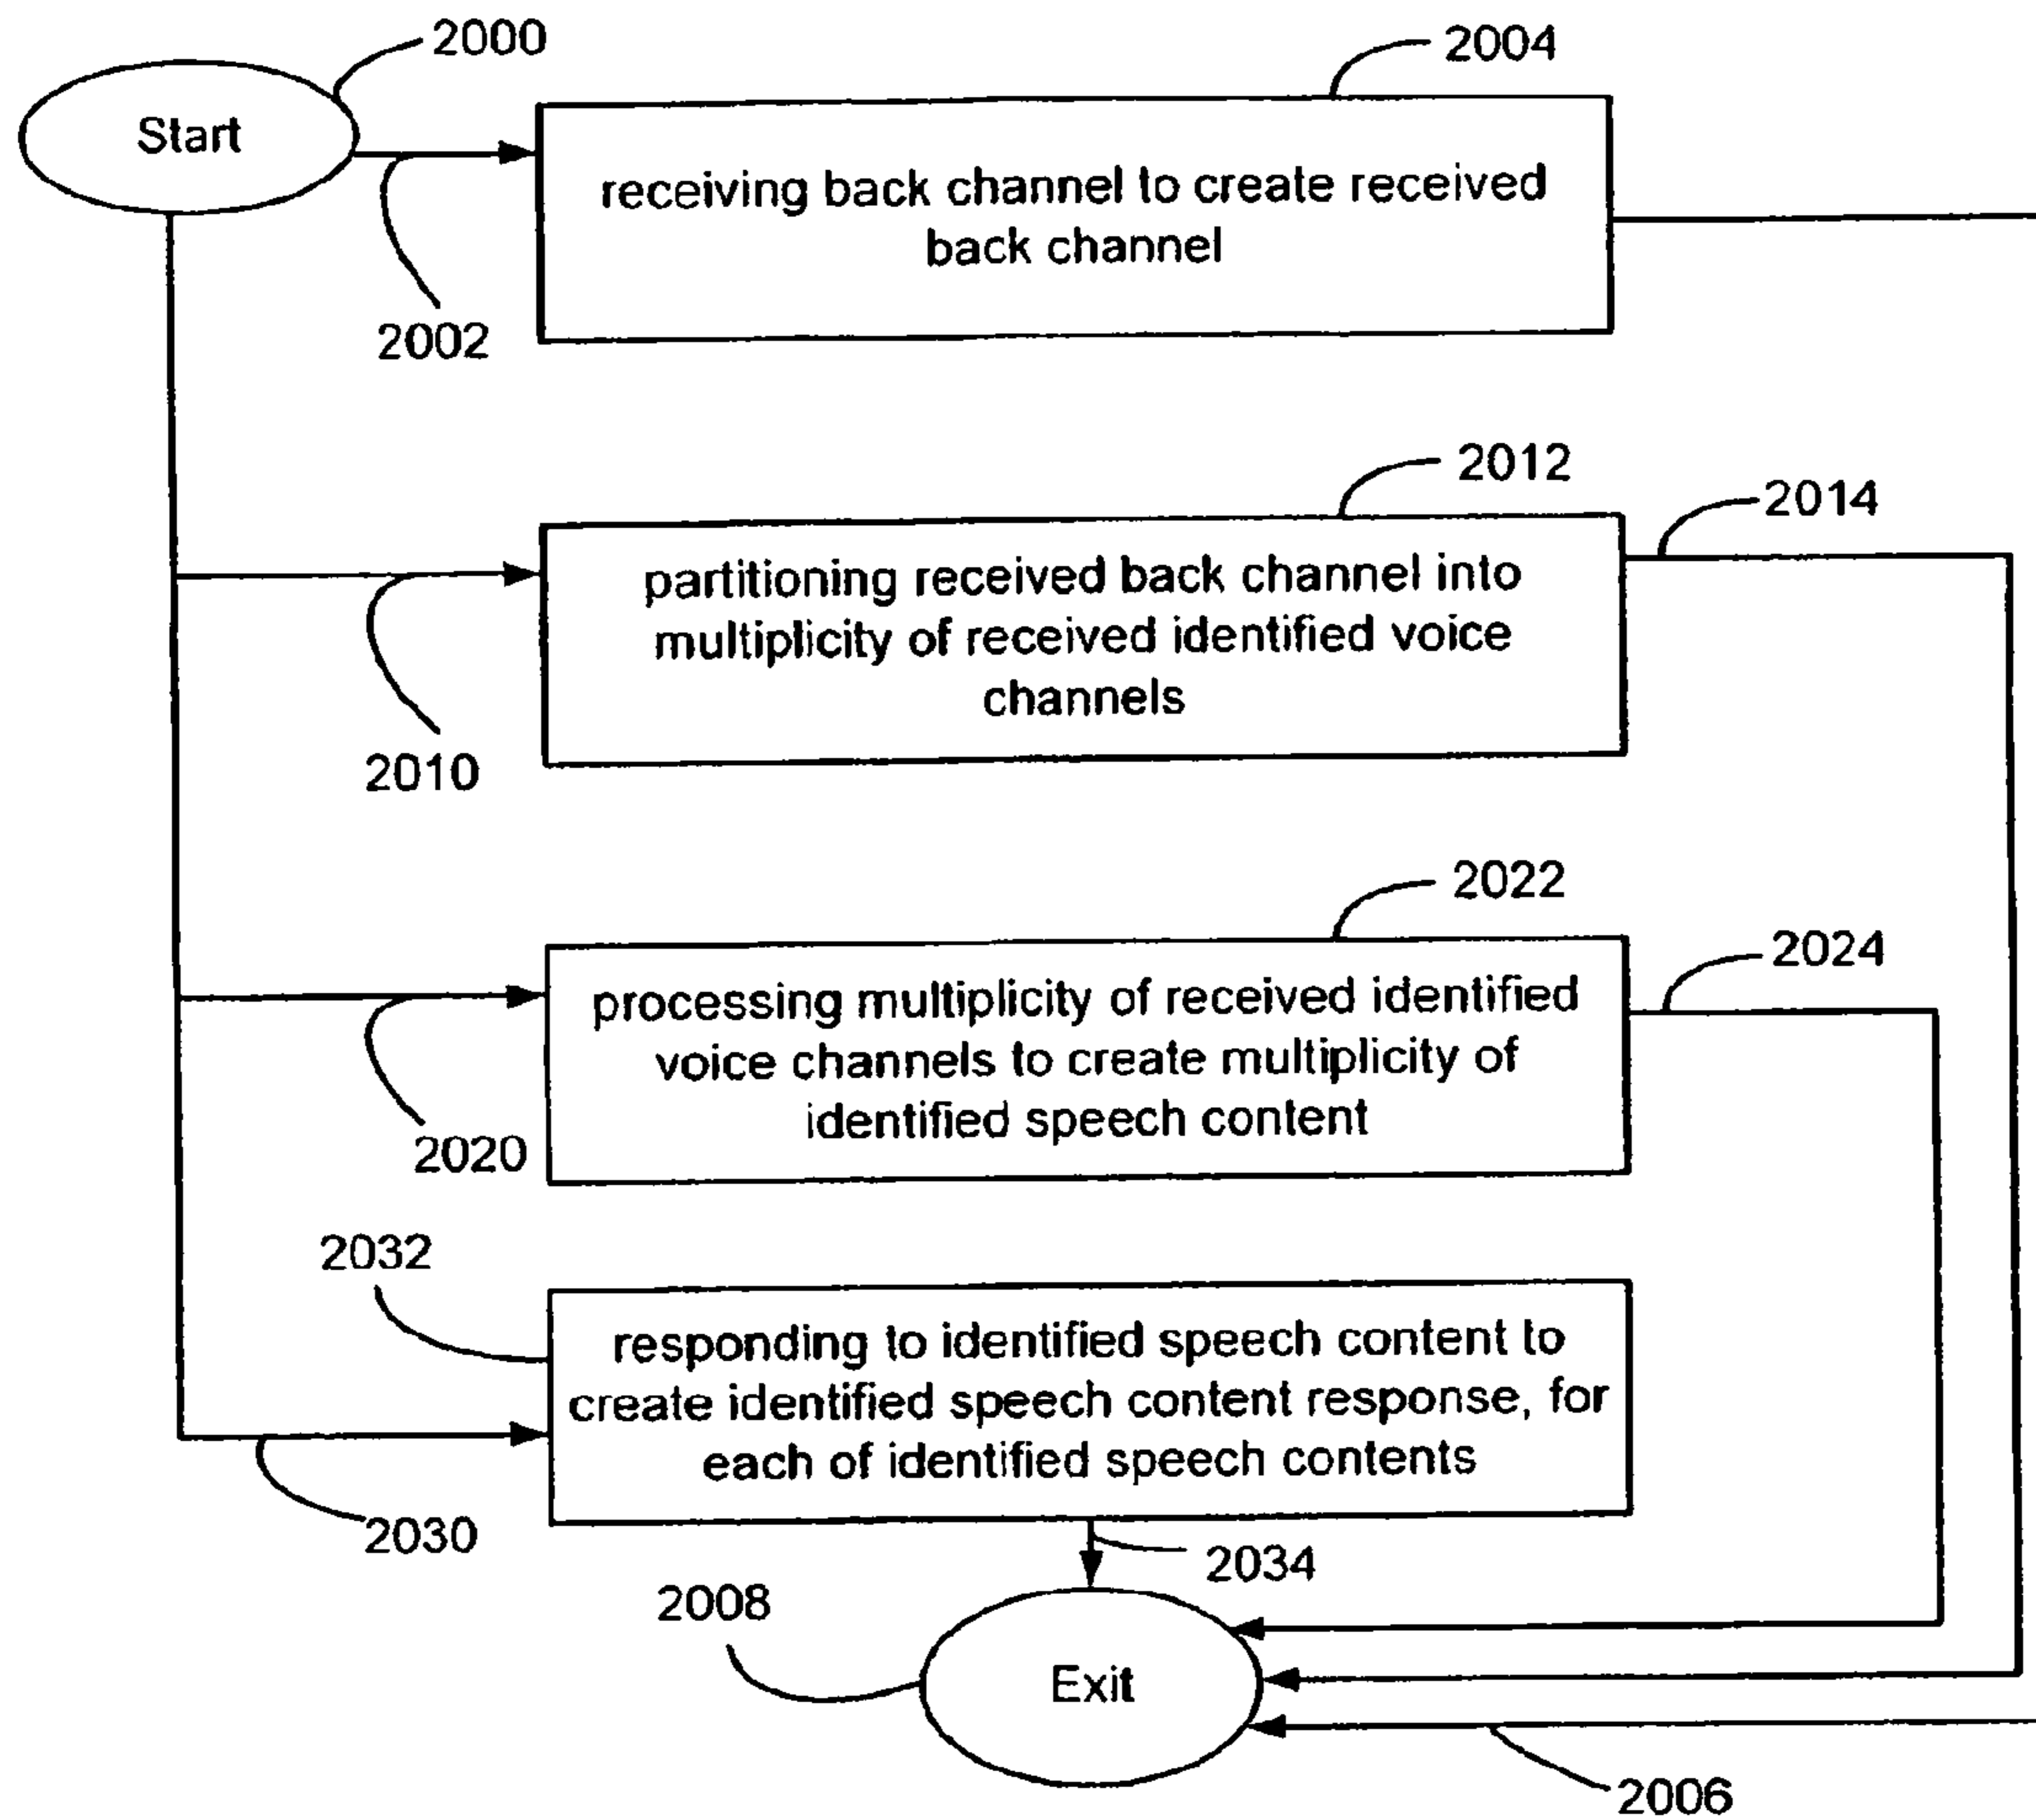 2000
2004
Start
receiving back channel to create received
back channel
2002
2012
2014
partitioning received back channel into
multiplicity of received identified voice
channels
2010
2022
2024
processing multiplicity of received identified
voice channels to create multiplicity of
identified speech content
2020
2032
responding to identified speech content to
create identified speech content response, for
each of identified speech contents
2030
2034
2008
Exit
2006